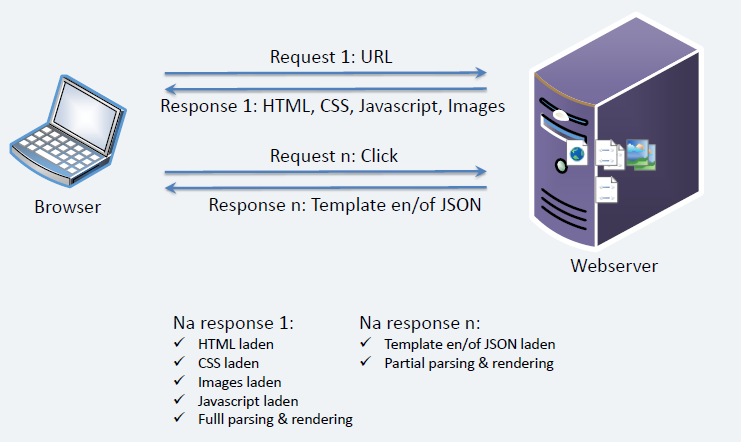 Request 1: URL
Response 1: HTML, CSS, Javascript, Images
Request n: Click
Response n: Template en/of JSON
Browser
Webserver
Na response 1:
HTML laden
CSS laden
Images laden
Javascript laden
Fulll parsing & rendering
Na response n:
Template en/of JSON laden
Partial parsing & rendering